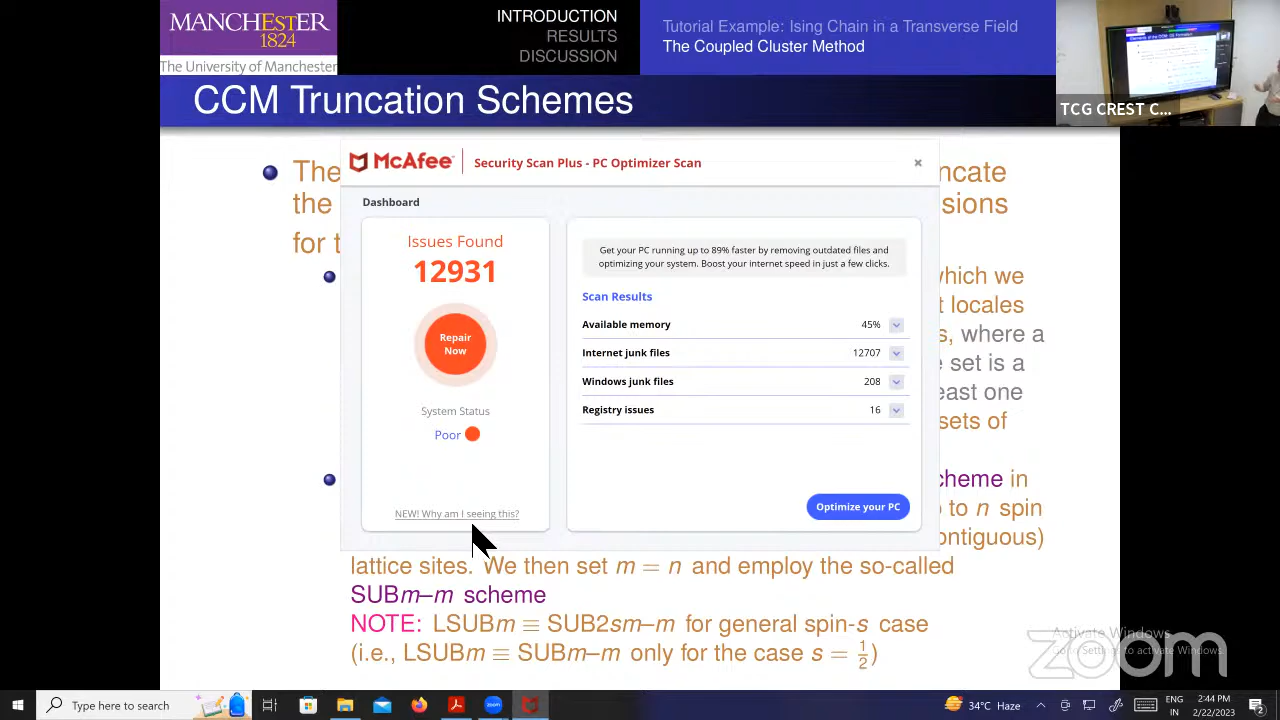 MANCHESTER
1824
The University of Manchester
INTRODUCTION
RESULTS
DISCUSSION
Tutorial Example: Ising Chain in a Transverse Field
The Coupled Cluster Method
TCG CREST C...
CCM Truncation Schemes
The
ncate
the
sions
for t
which we
t locales
s, where a
e set is a
east one
sets of
cheme in
to n spin
ontiguous)
lattice sites. We then set m = n and employ the so-called
SUBm–m scheme
NOTE: LSUBm ≡ SUB2sm–m for general spin-s case
(i.e., LSUBm ≡ SUBm–m only for the case s = 1/2)
McAfee
Security Scan Plus - PC Optimizer Scan
Dashboard
Issues Found
12931
Repair
Now
System Status
Poor
NEW! Why am I seeing this?
Get your PC running up to 89% faster by removing outdated files and
optimizing your system. Boost your internet speed in just a few clicks.
Scan Results
Available memory 45%
Internet junk files 12707
Windows junk files 208
Registry issues 16
Optimize your PC
Activate Windows
Go to Settings to activate Windows.
zoom
Type here to search
zoom
34°C Haze
ENG
IN
2:44 PM
2/22/2023
2